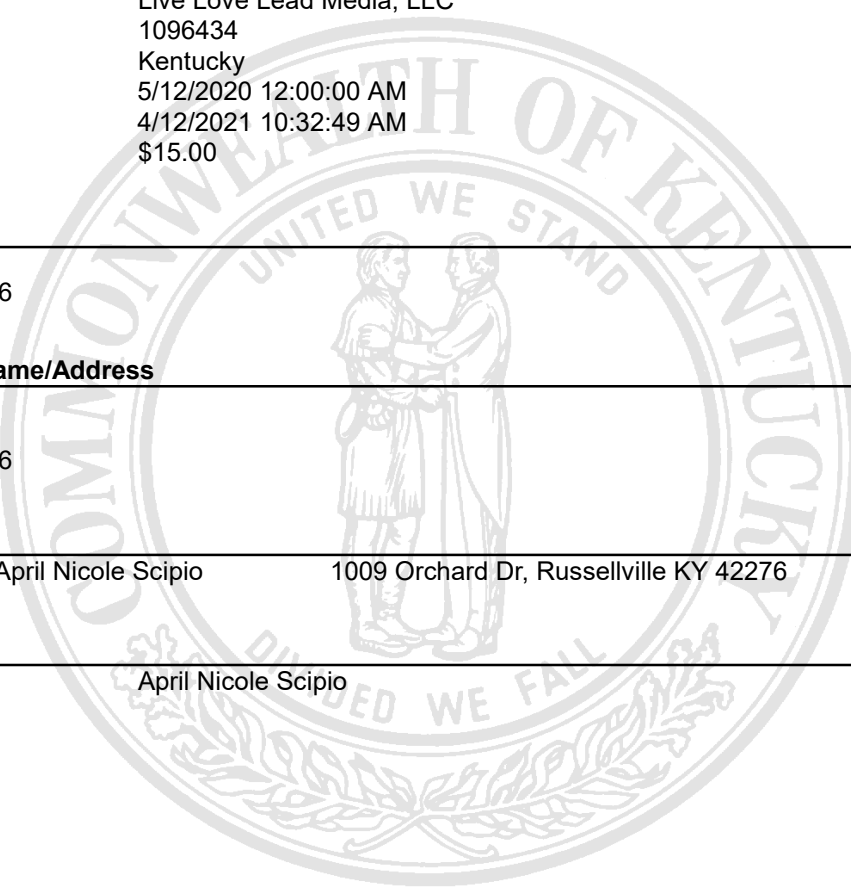 Live Love Lead Media, LLC
1096434
Kentucky
5/12/2020 12:00:00 AM
4/12/2021 10:32:49 AM
$15.00
6
ame/Address
6
April Nicole Scipio 1009 Orchard Dr, Russellville KY 42276
April Nicole Scipio
COMMONWEALTH OF KENTUCKY
UNITED WE STAND
DIVIDED WE FALL